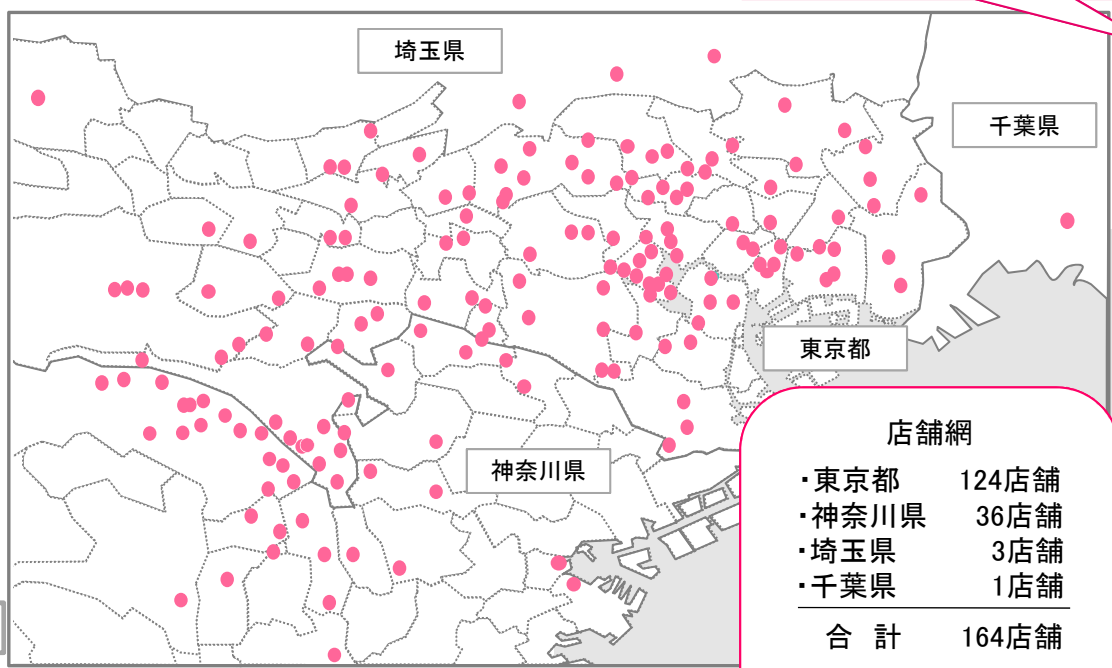 埼玉県
千葉県
東京都
神奈川県
店舗網
・東京都 124店舗
・神奈川県 36店舗
・埼玉県 3店舗
・千葉県 1店舗
合 計 164店舗